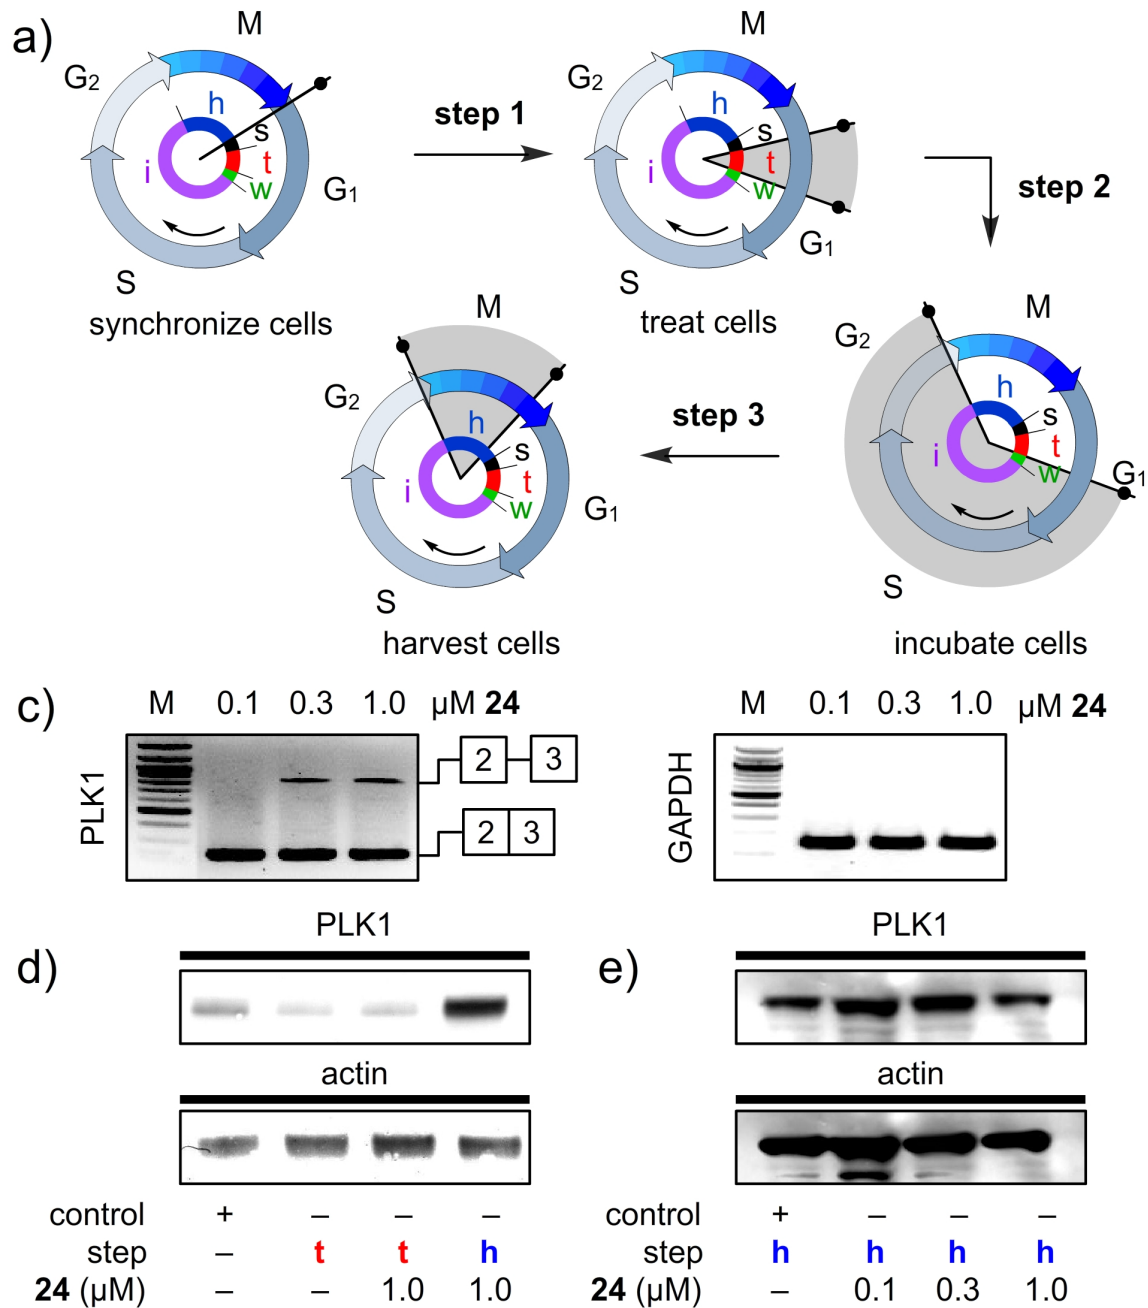 a)
M
G2
h
s
t
w
i
G1
S
synchronize cells
step 1
M
G2
h
s
t
w
i
G1
S
treat cells
step 2
M
G2
h
s
t
w
i
G1
S
incubate cells
step 3
M
G2
h
s
t
w
i
G1
S
harvest cells
c)
M 0.1 0.3 1.0 µM 24
PLK1
2 3
2 3
M 0.1 0.3 1.0 µM 24
GAPDH
d)
PLK1
actin
control + – – –
step – t t h
24 (µM) – – 1.0 1.0
e)
PLK1
actin
control + – – –
step h h h h
24 (µM) – 0.1 0.3 1.0